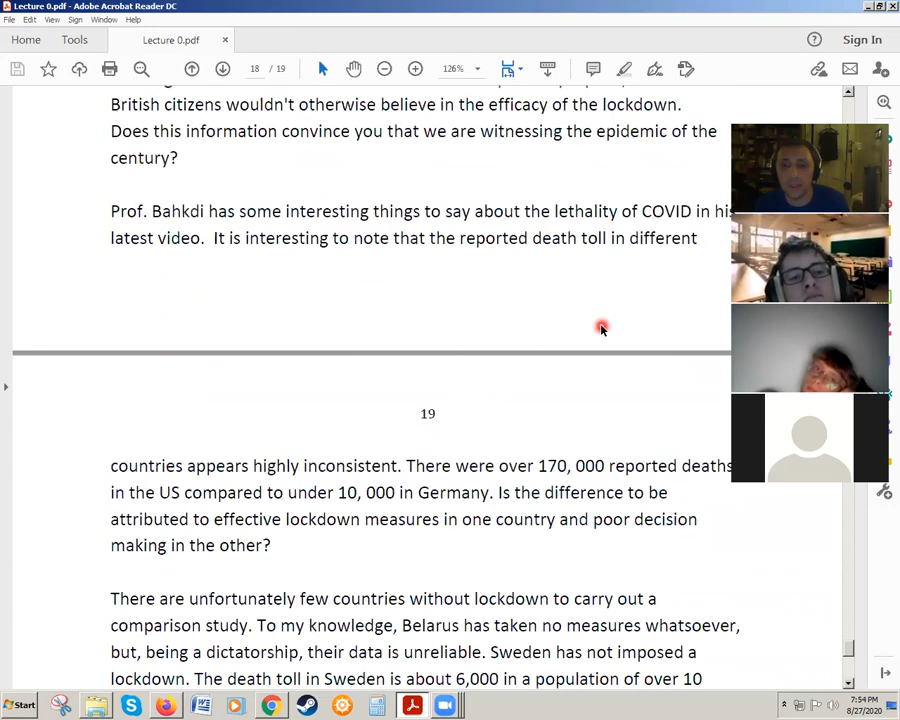 Lecture 0.pdf - Adobe Acrobat Reader DC
File Edit View Sign Window Help
Home Tools Lecture 0.pdf × Sign In
18 / 19 126%
British citizens wouldn't otherwise believe in the efficacy of the lockdown.
Does this information convince you that we are witnessing the epidemic of the
century?
Prof. Bahkdi has some interesting things to say about the lethality of COVID in his
latest video. It is interesting to note that the reported death toll in different
19
countries appears highly inconsistent. There were over 170, 000 reported deaths
in the US compared to under 10, 000 in Germany. Is the difference to be
attributed to effective lockdown measures in one country and poor decision
making in the other?
There are unfortunately few countries without lockdown to carry out a
comparison study. To my knowledge, Belarus has taken no measures whatsoever,
but, being a dictatorship, their data is unreliable. Sweden has not imposed a
lockdown. The death toll in Sweden is about 6,000 in a population of over 10
Start
7:54 PM
8/27/2020